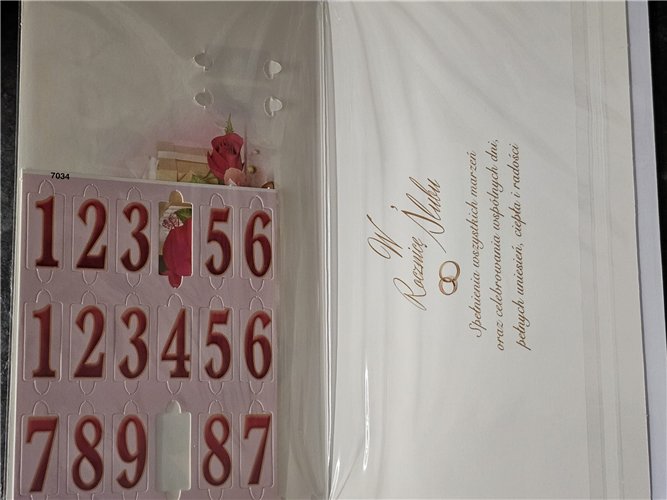 7034
1 2 3 5 6
1 2 3 4 5 6
7 8 9 8 7
W
Rocznicę Ślubu
Spełnienia wszystkich marzeń
oraz celebrowania wspólnych dni,
pełnych uniesień, ciepła i radości